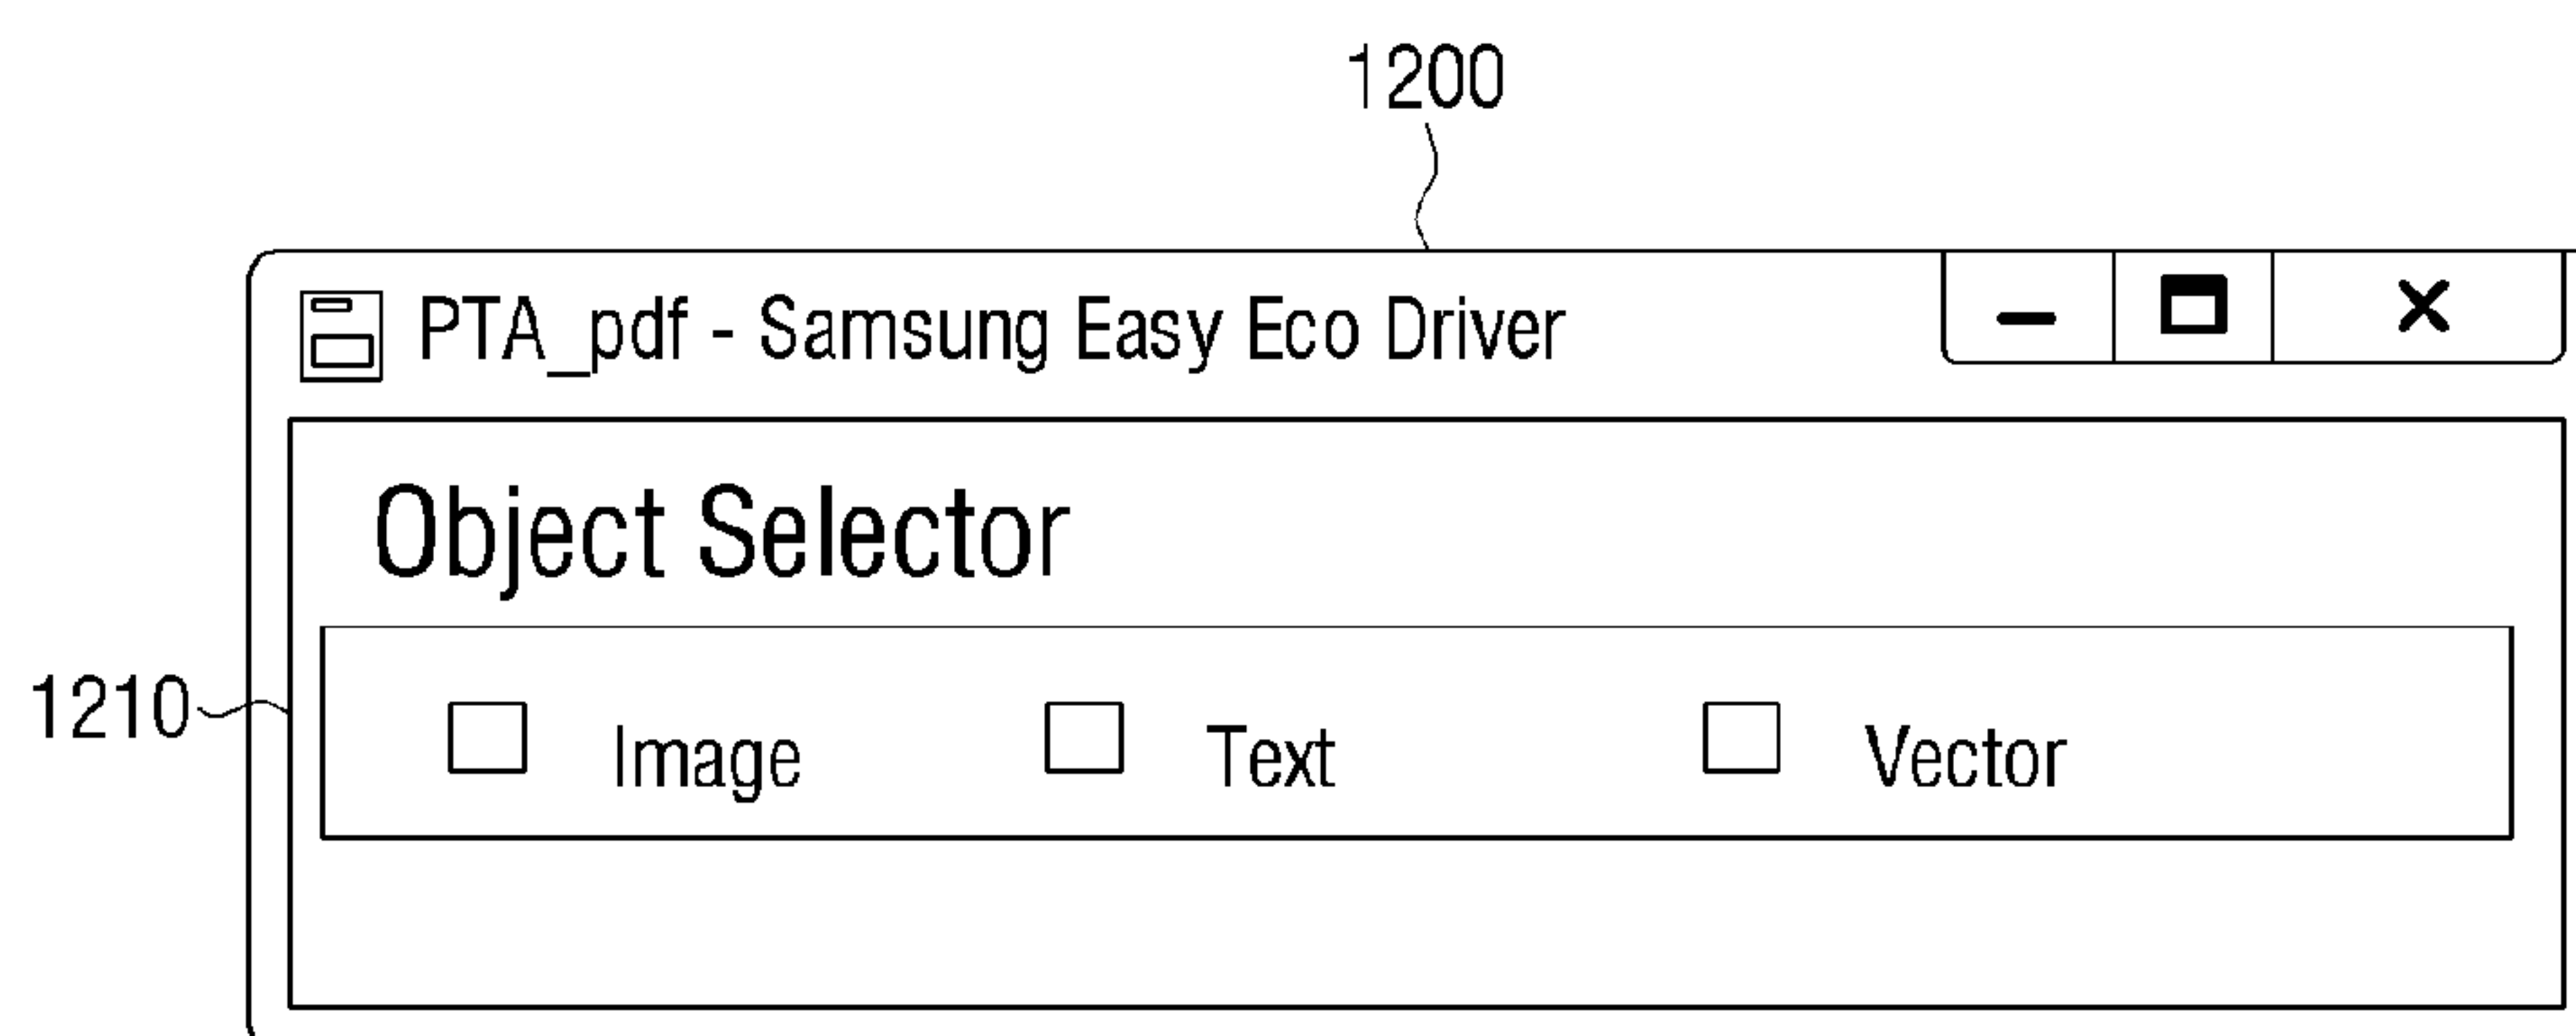 1200
PTA_pdf - Samsung Easy Eco Driver
Object Selector
1210
Image Text Vector